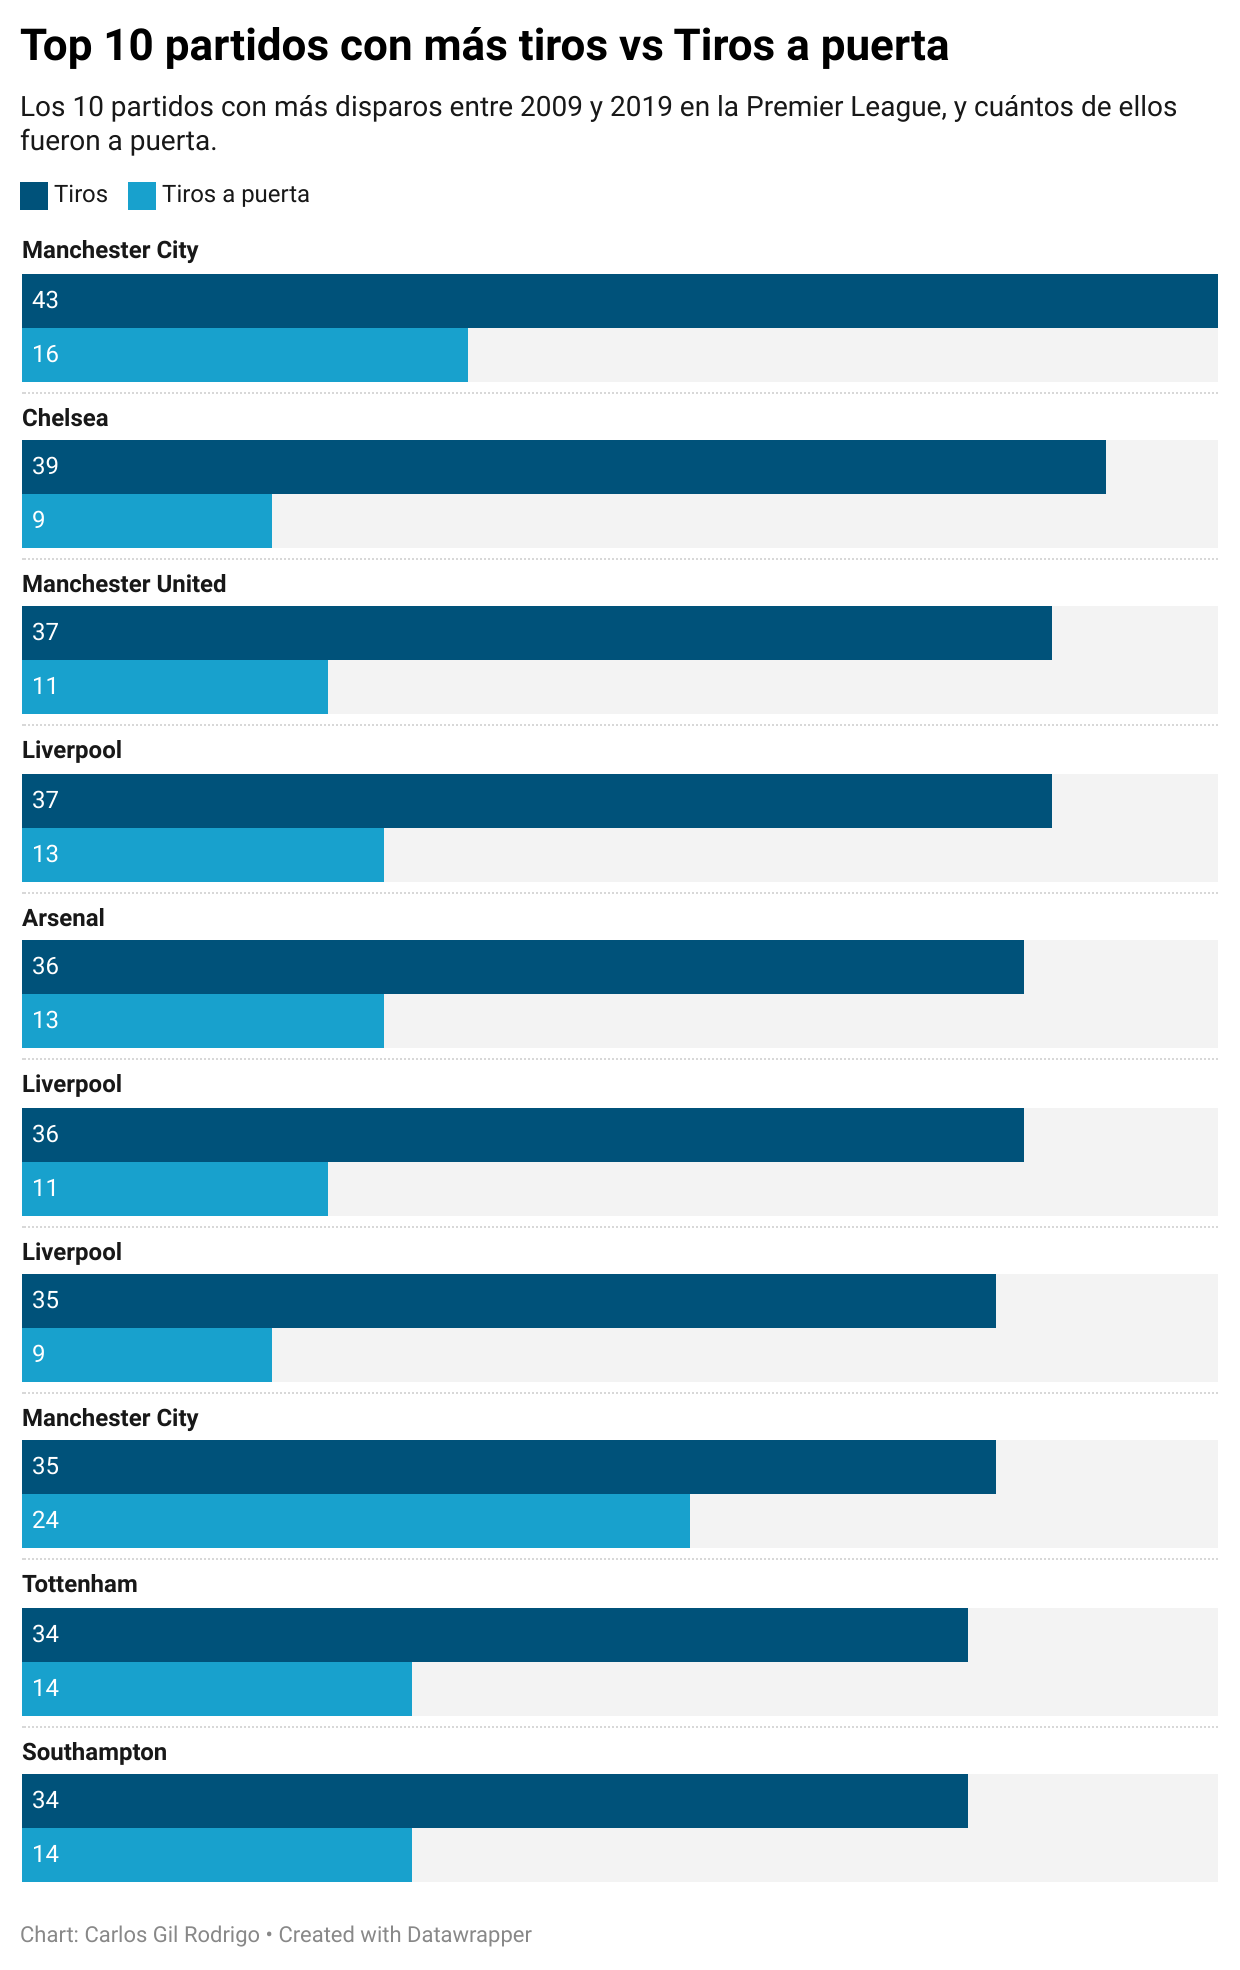 Top 10 partidos con más tiros vs Tiros a puerta
Los 10 partidos con más disparos entre 2009 y 2019 en la Premier League, y cuántos de ellos
fueron a puerta.
Tiros Tiros a puerta
Manchester City
43
16
Chelsea
39
9
Manchester United
37
11
Liverpool
37
13
Arsenal
36
13
Liverpool
36
11
Liverpool
35
9
Manchester City
35
24
Tottenham
34
14
Southampton
34
14
Chart: Carlos Gil Rodrigo • Created with Datawrapper